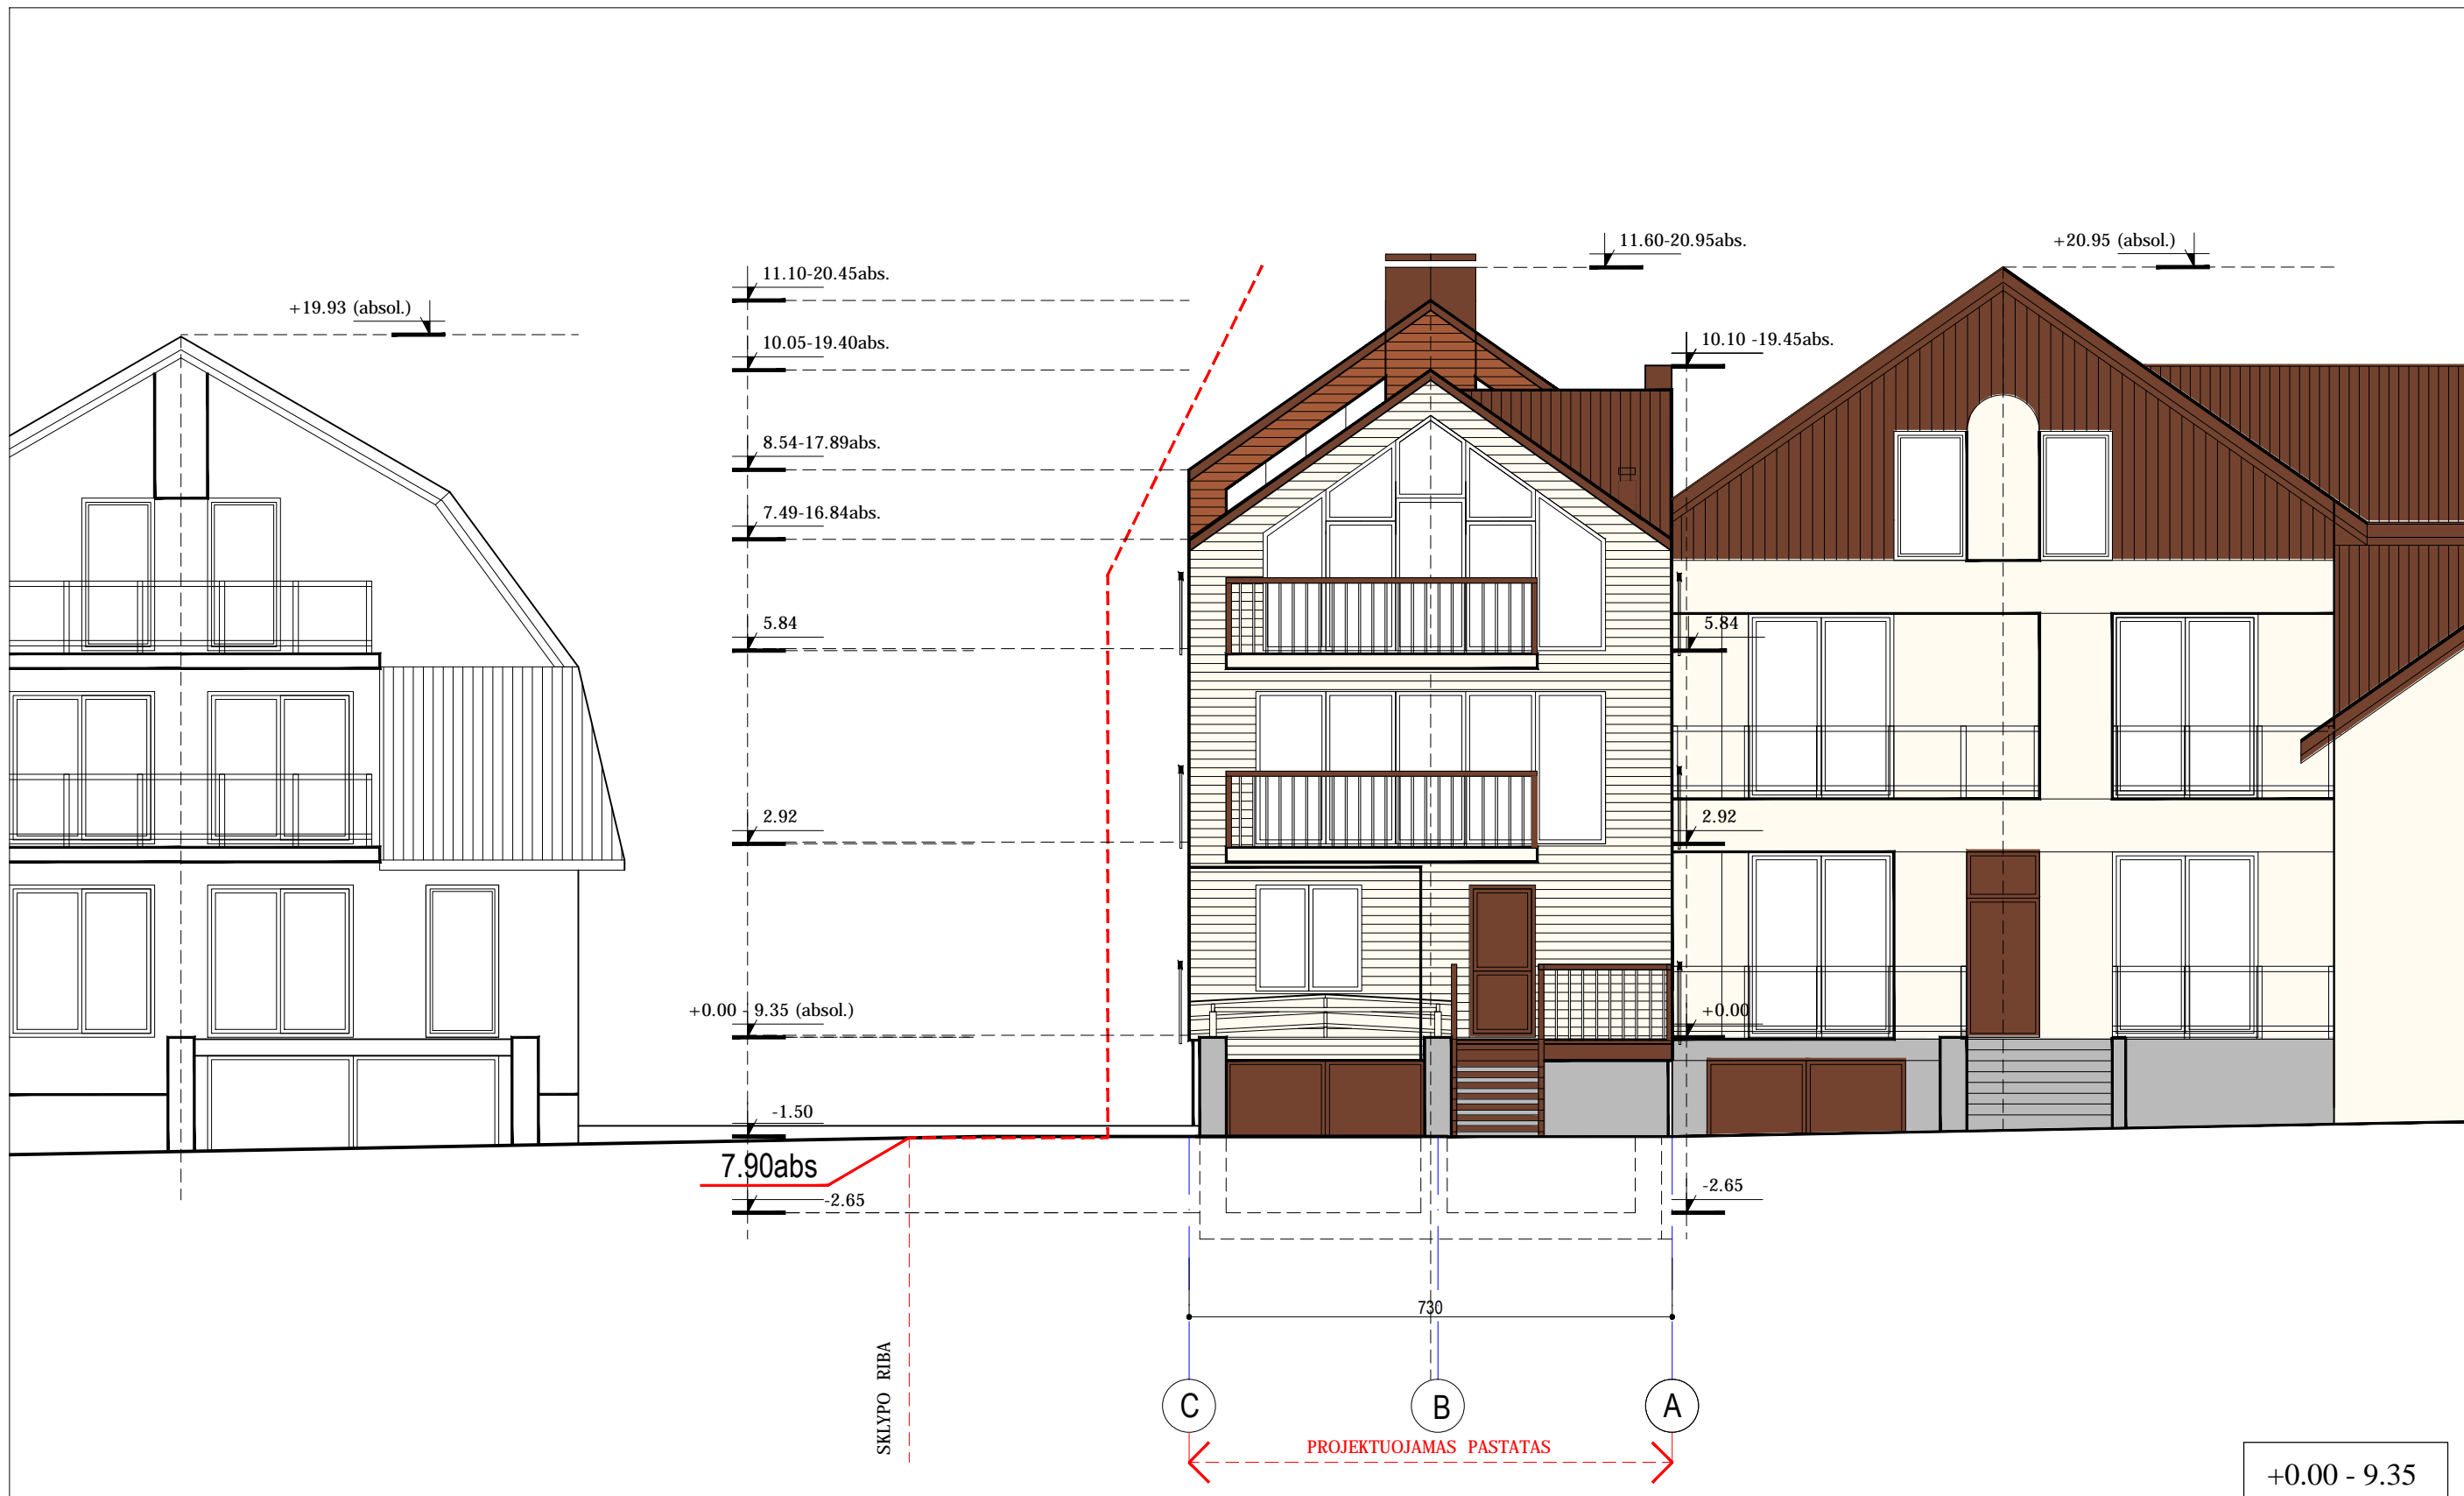 11.60-20.95abs.
+20.95 (absol.)
11.10-20.45abs.
+19.93 (absol.)
10.05-19.40abs.
10.10 -19.45abs.
8.54-17.89abs.
7.49-16.84abs.
5.84
5.84
2.92
2.92
+0.00 - 9.35 (absol.)
+0.00
-1.50
7.90abs
-2.65
-2.65
730
SKLYPO RIBA
C
B
A
PROJEKTUOJAMAS PASTATAS
+0.00 - 9.35